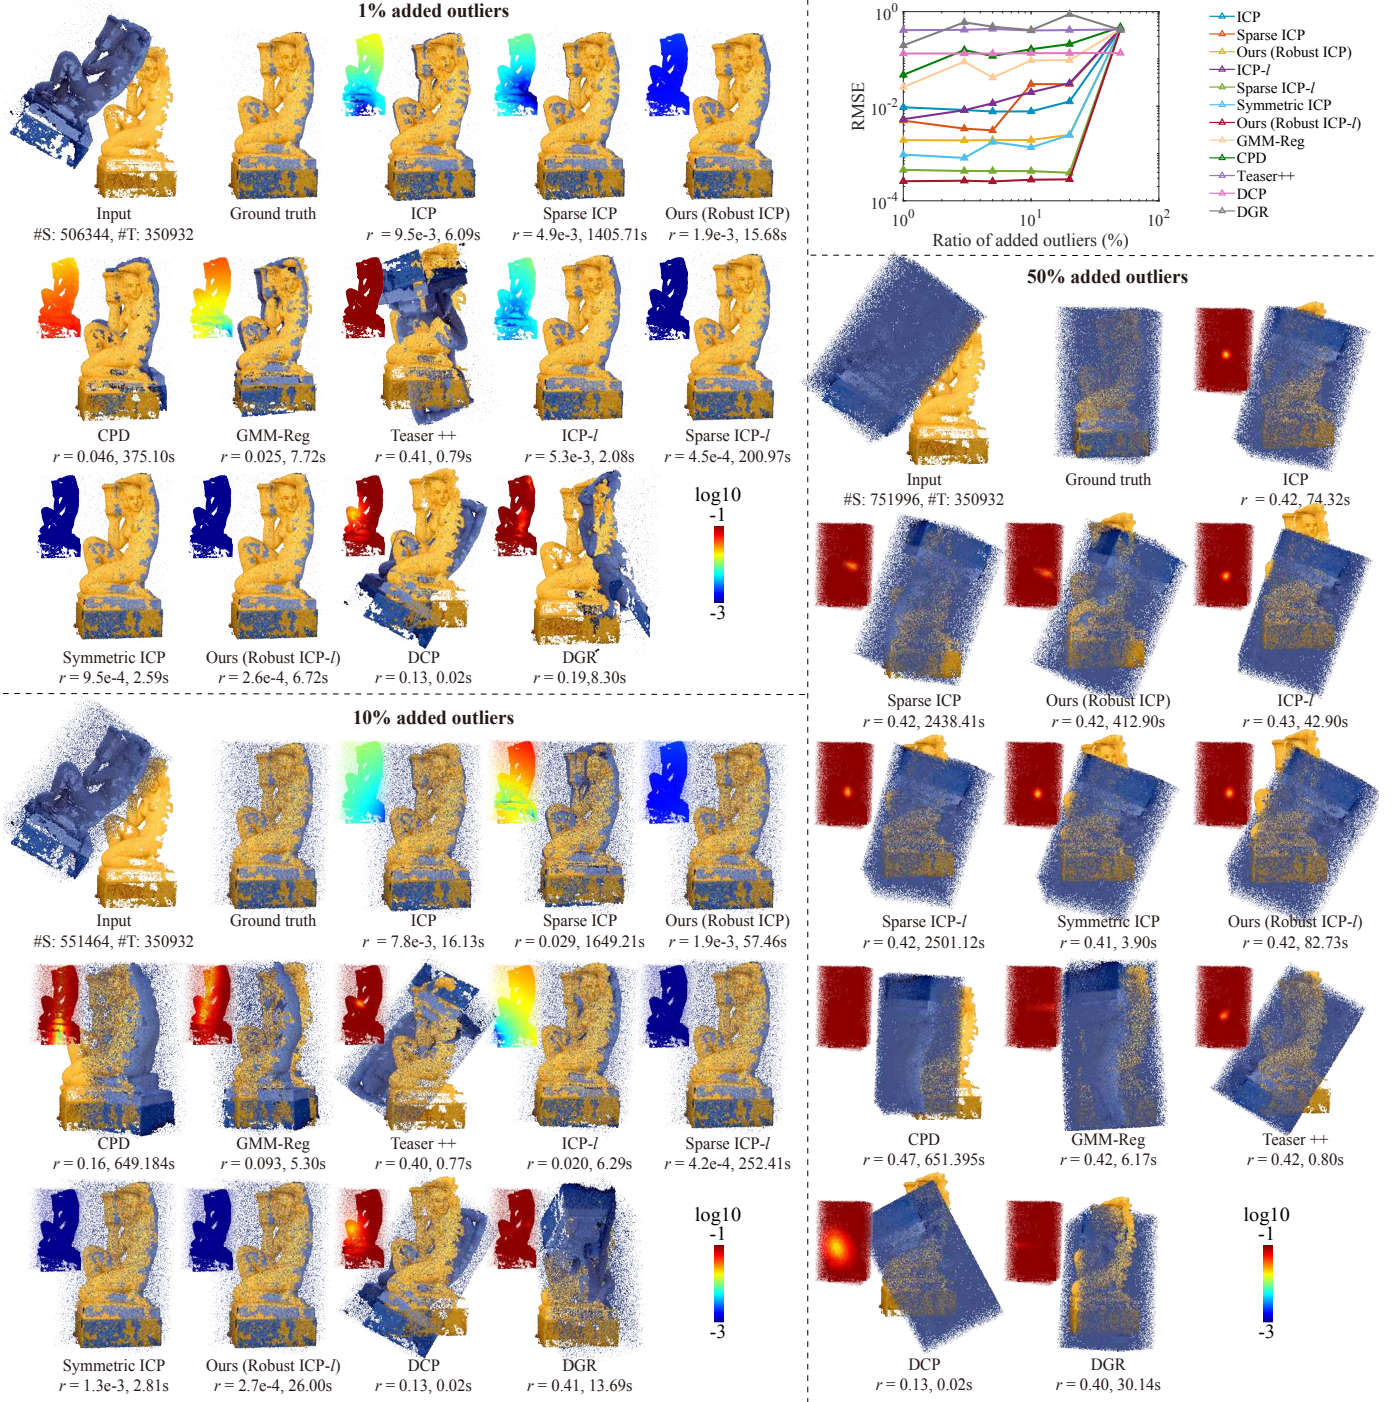 1% added outliers
Input
#S: 506344, #T: 350932
Ground truth
ICP
r = 9.5e-3, 6.09s
Sparse ICP
r = 4.9e-3, 1405.71s
Ours (Robust ICP)
r = 1.9e-3, 15.68s
CPD
r = 0.046, 375.10s
GMM-Reg
r = 0.025, 7.72s
Teaser ++
r = 0.41, 0.79s
ICP-l
r = 5.3e-3, 2.08s
Sparse ICP-l
r = 4.5e-4, 200.97s
Symmetric ICP
r = 9.5e-4, 2.59s
Ours (Robust ICP-l)
r = 2.6e-4, 6.72s
DCP
r = 0.13, 0.02s
DGR
r = 0.19,8.30s
log10
-1
-3
10% added outliers
Input
#S: 551464, #T: 350932
Ground truth
ICP
r = 7.8e-3, 16.13s
Sparse ICP
r = 0.029, 1649.21s
Ours (Robust ICP)
r = 1.9e-3, 57.46s
CPD
r = 0.16, 649.184s
GMM-Reg
r = 0.093, 5.30s
Teaser ++
r = 0.40, 0.77s
ICP-l
r = 0.020, 6.29s
Sparse ICP-l
r = 4.2e-4, 252.41s
Symmetric ICP
r = 1.3e-3, 2.81s
Ours (Robust ICP-l)
r = 2.7e-4, 26.00s
DCP
r = 0.13, 0.02s
DGR
r = 0.41, 13.69s
log10
-1
-3
10^0
10^-2
10^-4
RMSE
10^0
10^1
10^2
Ratio of added outliers (%)
ICP
Sparse ICP
Ours (Robust ICP)
ICP-l
Sparse ICP-l
Symmetric ICP
Ours (Robust ICP-l)
GMM-Reg
CPD
Teaser++
DCP
DGR
50% added outliers
Input
#S: 751996, #T: 350932
Ground truth
ICP
r = 0.42, 74.32s
Sparse ICP
r = 0.42, 2438.41s
Ours (Robust ICP)
r = 0.42, 412.90s
ICP-l
r = 0.43, 42.90s
Sparse ICP-l
r = 0.42, 2501.12s
Symmetric ICP
r = 0.41, 3.90s
Ours (Robust ICP-l)
r = 0.42, 82.73s
CPD
r = 0.47, 651.395s
GMM-Reg
r = 0.42, 6.17s
Teaser ++
r = 0.42, 0.80s
DCP
r = 0.13, 0.02s
DGR
r = 0.40, 30.14s
log10
-1
-3